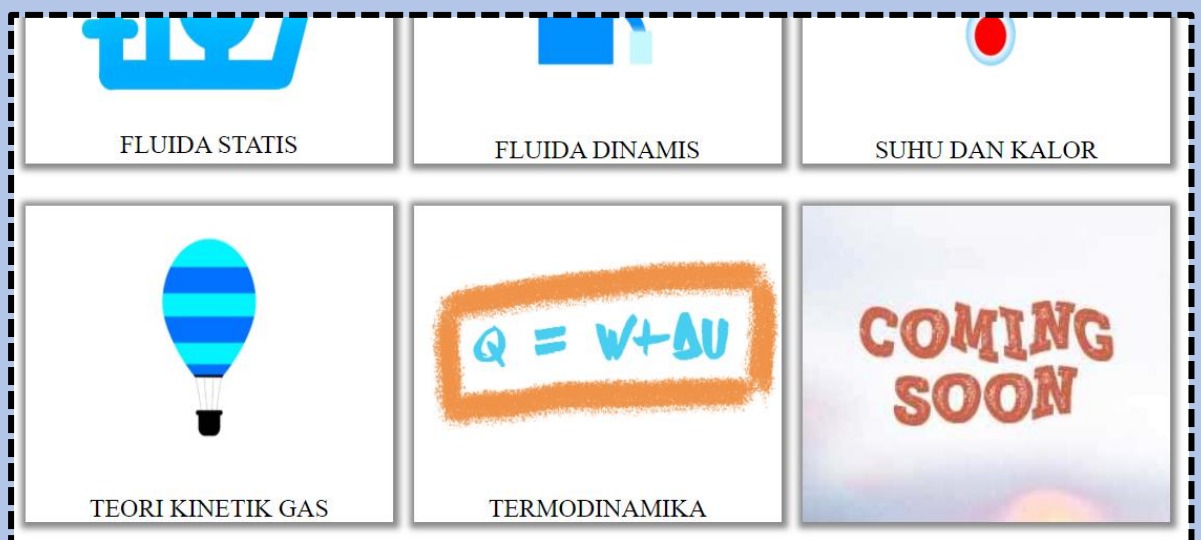 FLUIDA STATIS
FLUIDA DINAMIS
SUHU DAN KALOR
Q = W+ΔU
COMING
SOON
TEORI KINETIK GAS
TERMODINAMIKA